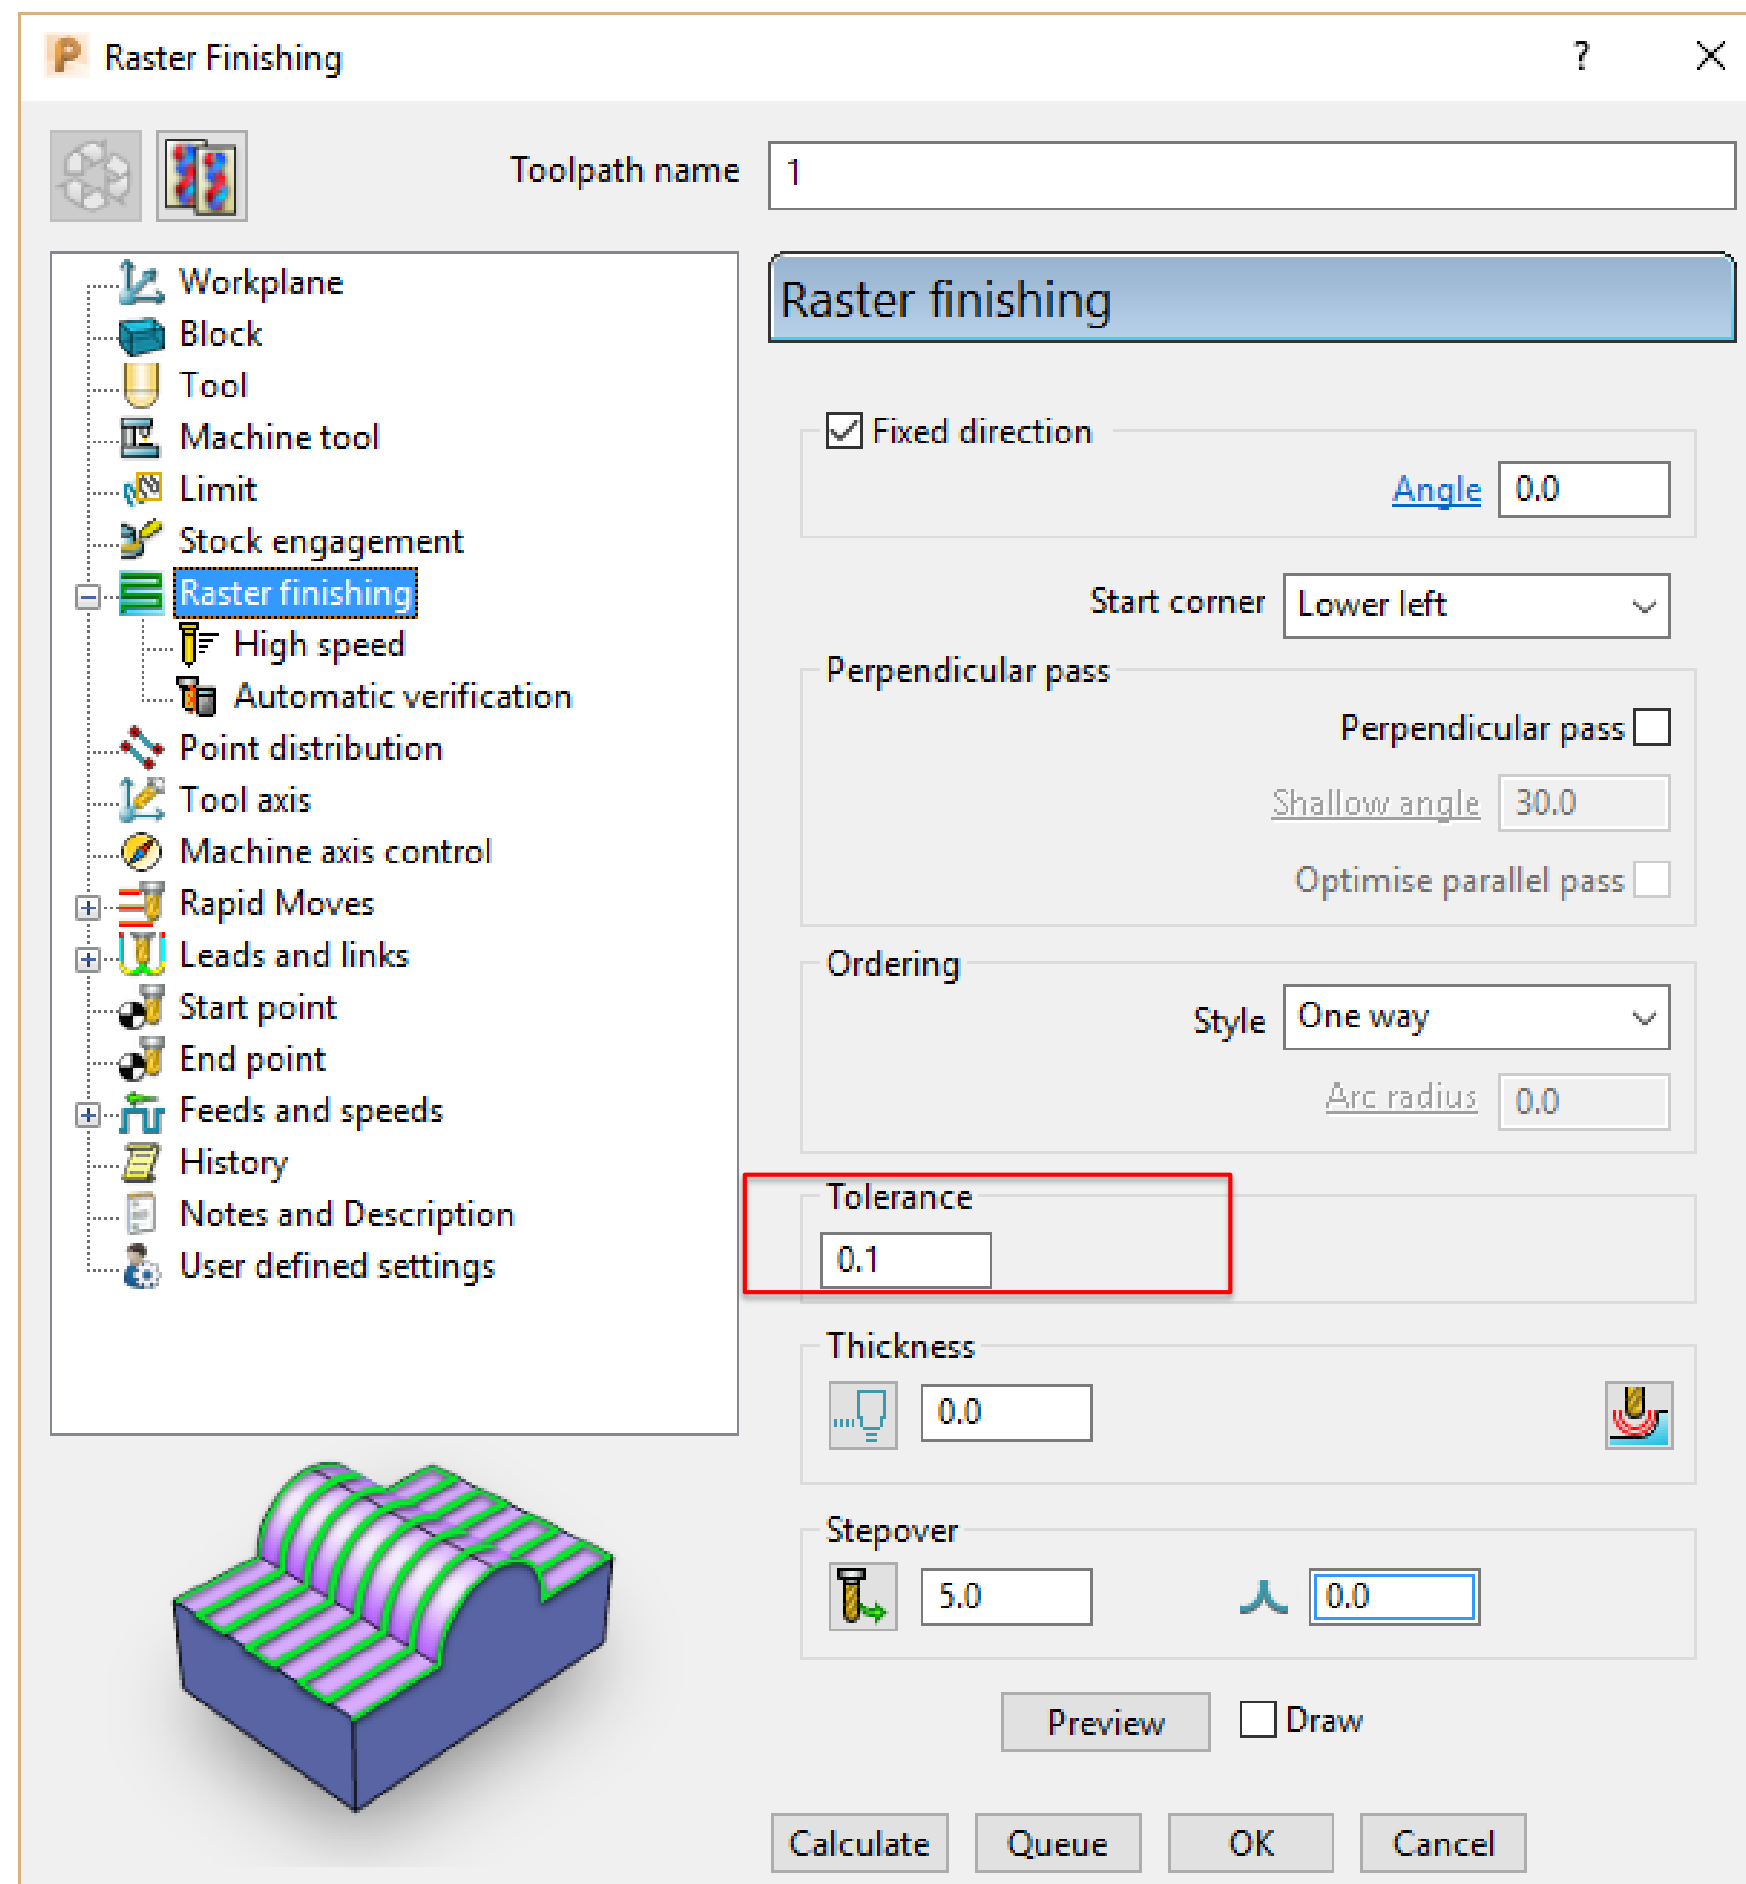 Raster Finishing
?
Toolpath name
1
Workplane
Block
Tool
Machine tool
Limit
Stock engagement
Raster finishing
High speed
Automatic verification
Point distribution
Tool axis
Machine axis control
Rapid Moves
Leads and links
Start point
End point
Feeds and speeds
History
Notes and Description
User defined settings
Raster finishing
Fixed direction
Angle 0.0
Start corner Lower left
Perpendicular pass
Perpendicular pass
Shallow angle 30.0
Optimise parallel pass
Ordering
Style One way
Arc radius 0.0
Tolerance
0.1
Thickness
0.0
Stepover
5.0 0.0
Preview Draw
Calculate Queue OK Cancel